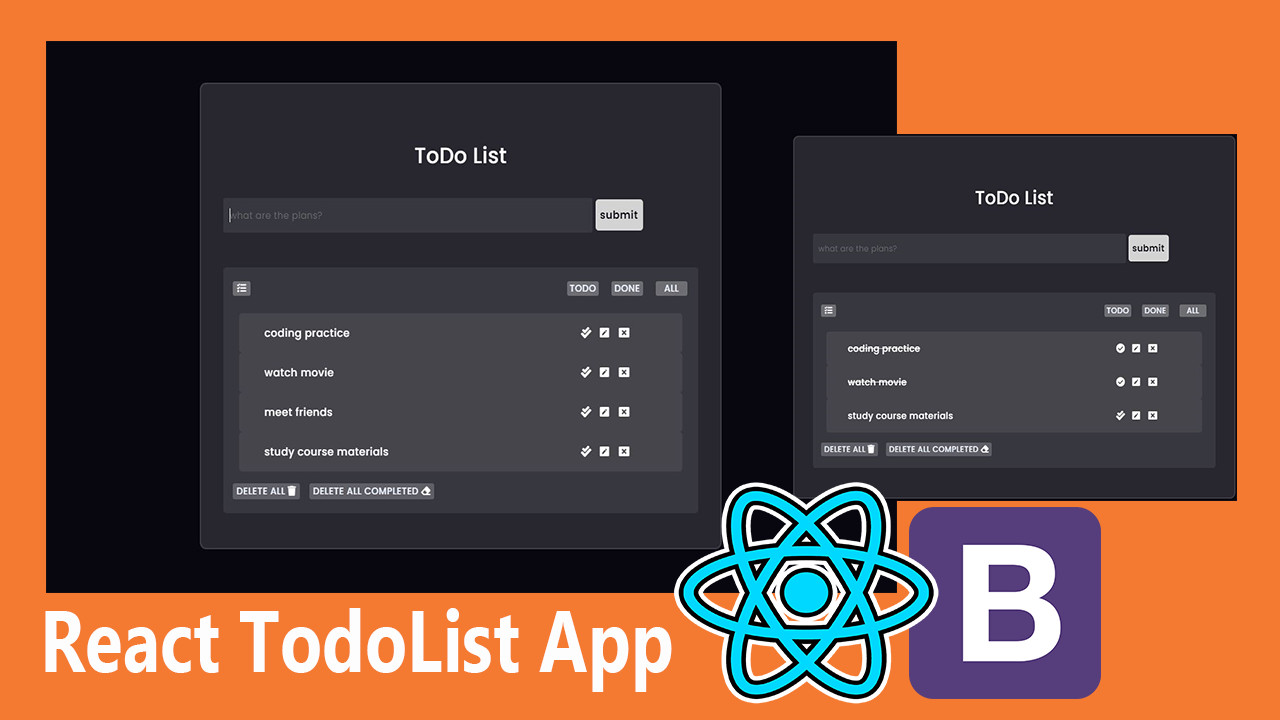 ToDo List
what are the plans?
submit
TODO DONE ALL
coding practice
watch movie
meet friends
study course materials
DELETE ALL DELETE ALL COMPLETED
ToDo List
what are the plans?
submit
TODO DONE ALL
coding practice
watch movie
study course materials
DELETE ALL DELETE ALL COMPLETED
React TodoList App
B